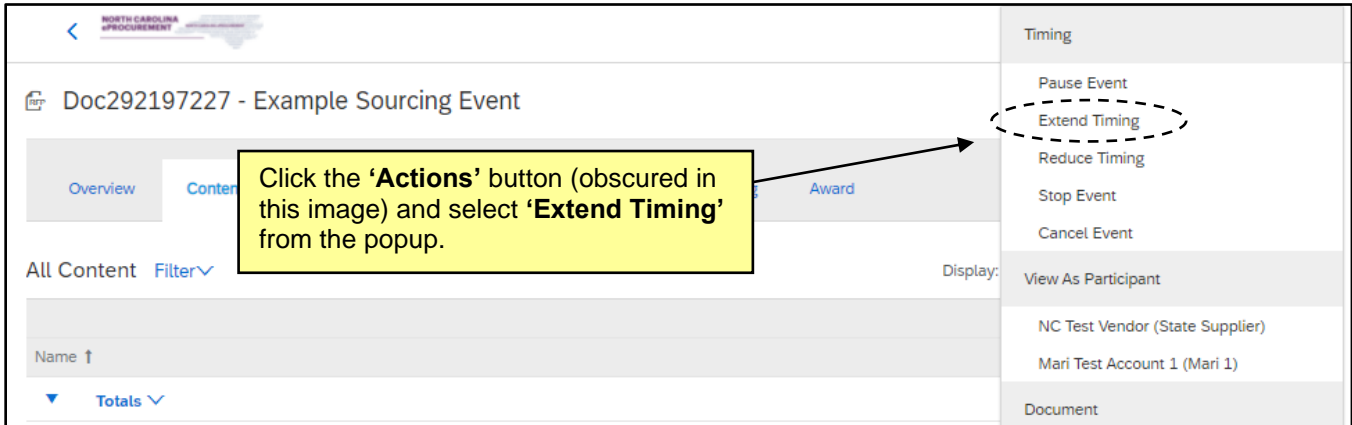 NORTH CAROLINA
ePROCUREMENT
Timing
Pause Event
RFP
Doc292197227 - Example Sourcing Event
Extend Timing
Reduce Timing
Click the ‘Actions’ button (obscured in
this image) and select ‘Extend Timing’
from the popup.
Overview
Award
Stop Event
Cancel Event
All Content Filter
Display:
View As Participant
NC Test Vendor (State Supplier)
Name ↑
Mari Test Account 1 (Mari 1)
Totals
Document